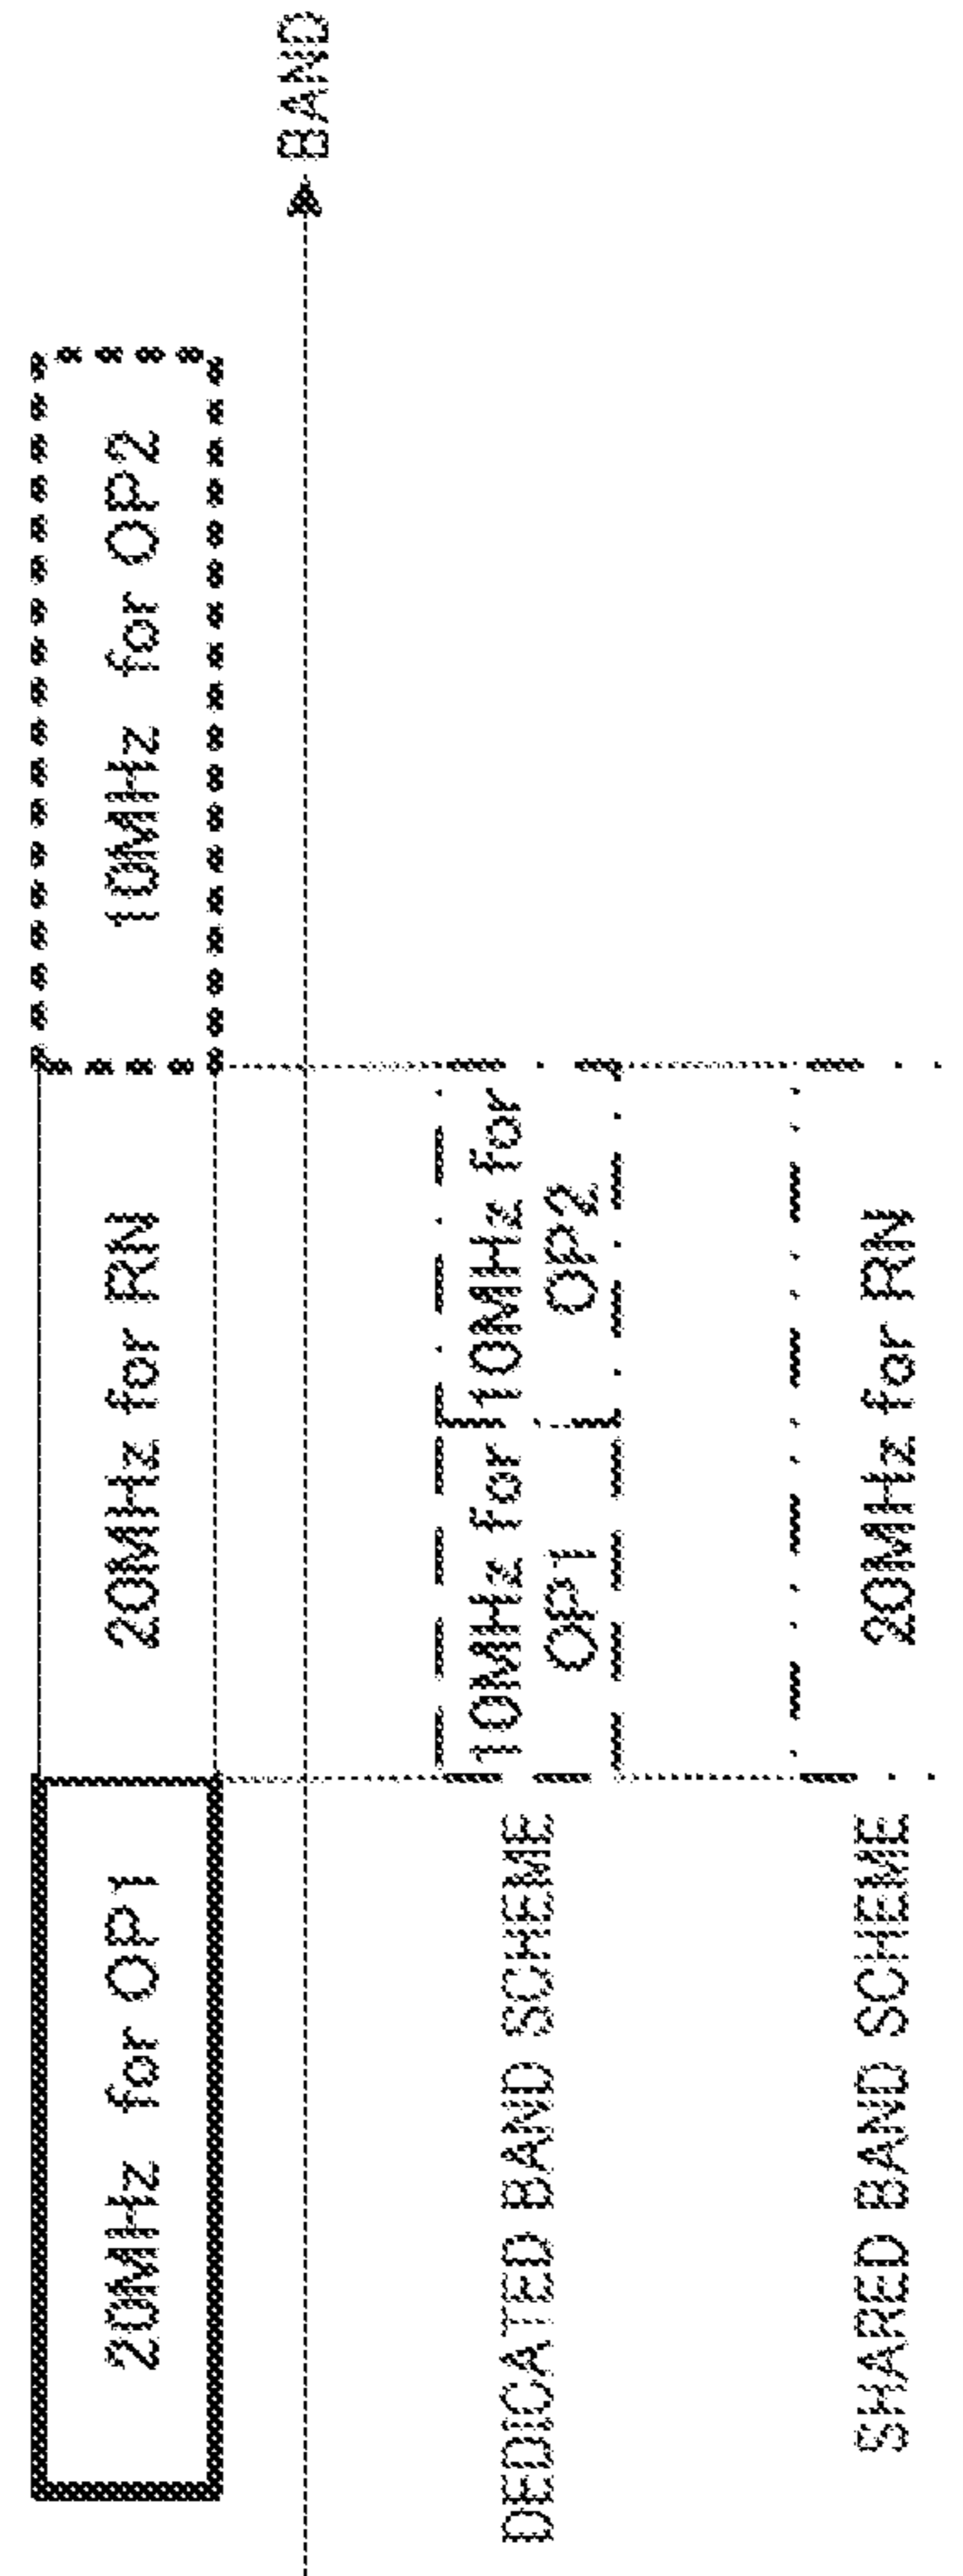 20MHz for OP1
20MHz for RN
10MHz for OP2
BAND
DEDICATED BAND SCHEME
10MHz for
OP1
10MHz for
OP2
SHARED BAND SCHEME
20MHz for RN